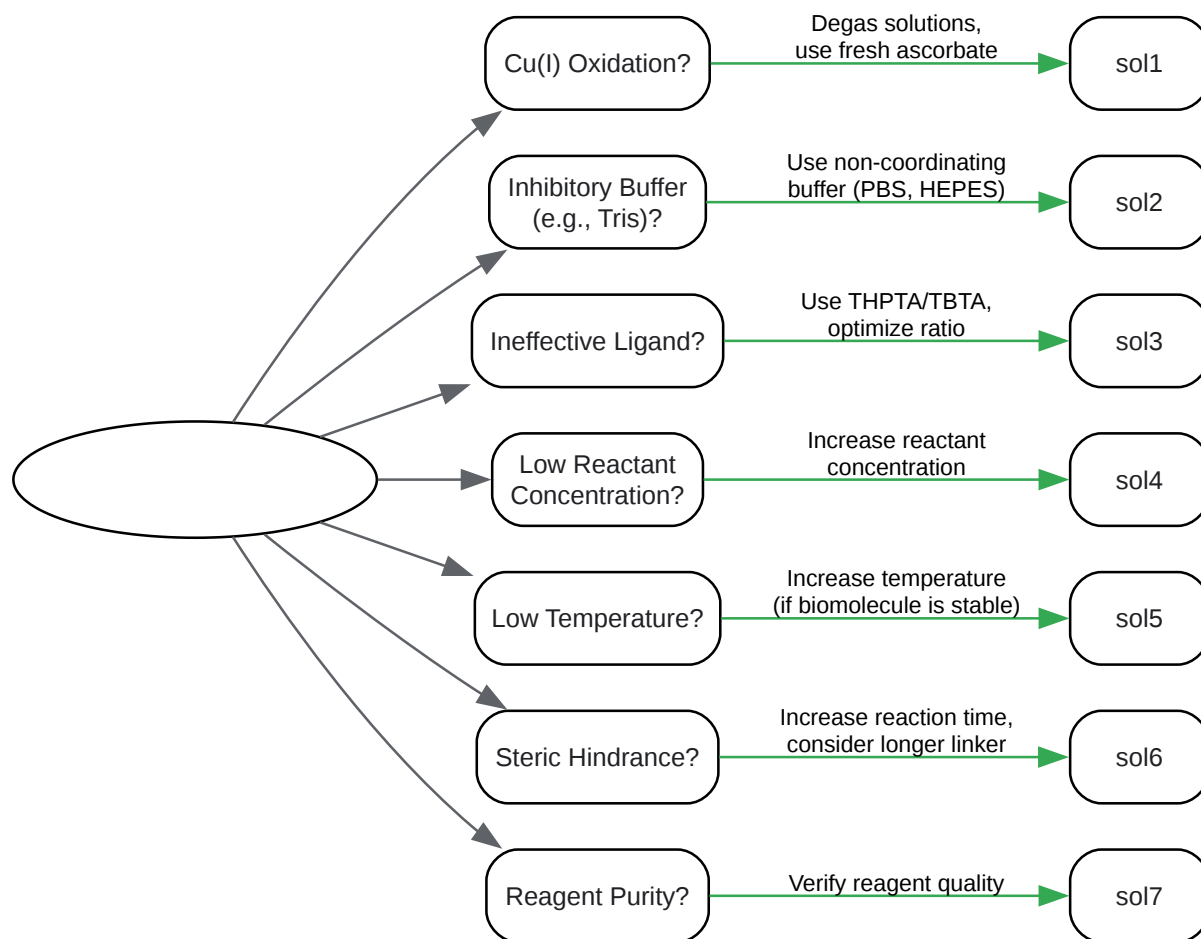 Cu(I) Oxidation?
Degas solutions,
use fresh ascorbate
sol1
Inhibitory Buffer
(e.g., Tris)?
Use non-coordinating
buffer (PBS, HEPES)
sol2
Ineffective Ligand?
Use THPTA/TBTA,
optimize ratio
sol3
Low Reactant
Concentration?
Increase reactant
concentration
sol4
Low Temperature?
Increase temperature
(if biomolecule is stable)
sol5
Steric Hindrance?
Increase reaction time,
consider longer linker
sol6
Reagent Purity?
Verify reagent quality
sol7